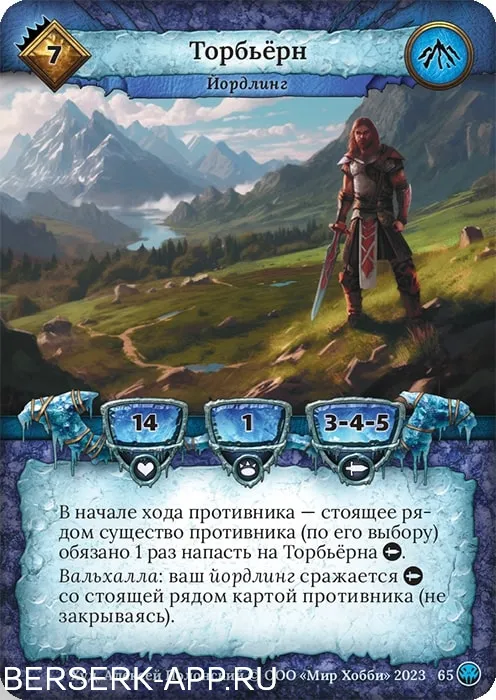 7
Торбьёрн
Йордлинг
14
1
3-4-5
В начале хода противника — стоящее ря-
дом существо противника (по его выбору)
обязано 1 раз напасть на Торбьёрна
.
Вальхалла: ваш йордлинг сражается
со стоящей рядом картой противника (не
закрываясь).
ООО «Мир Хобби» 2023 65
BERSERK-APP.RU